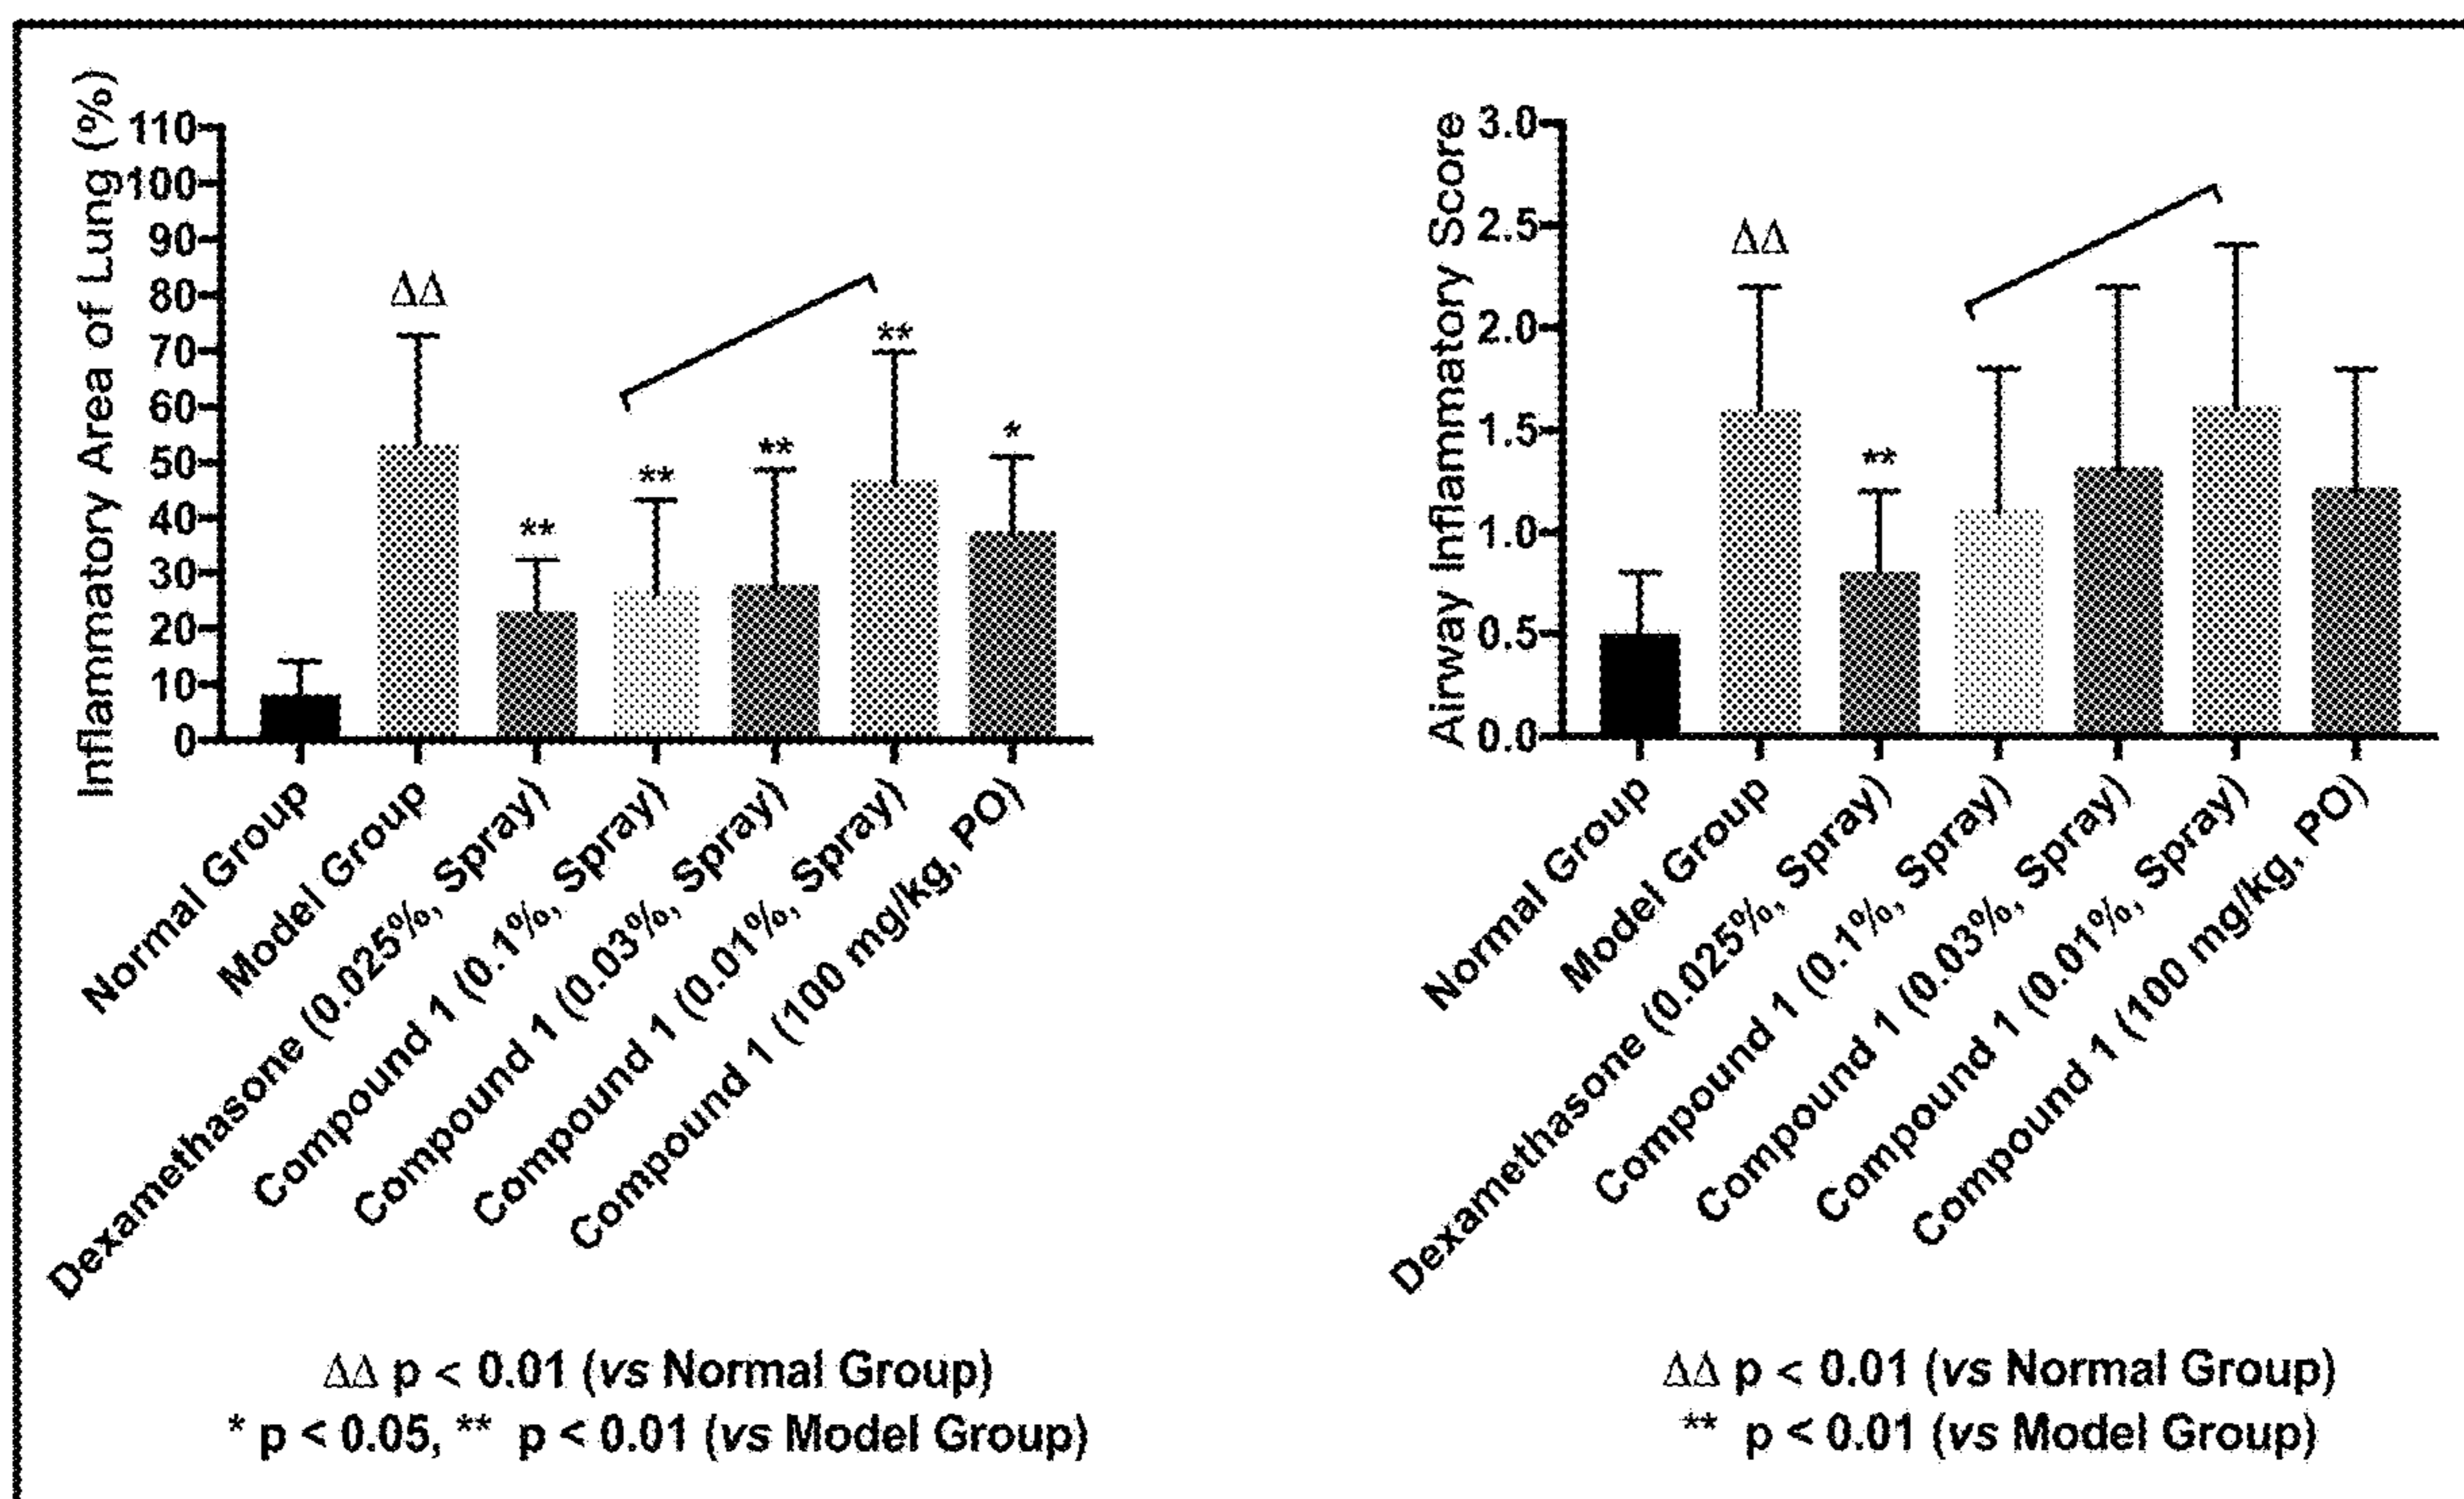 Inflammatory Area of Lung (%)
110
100
90
80
70
60
50
40
30
20
10
0
ΔΔ
**
**
**
**
*
Normal Group
Model Group
Dexamethasone (0.025%, Spray)
Compound 1 (0.1%, Spray)
Compound 1 (0.03%, Spray)
Compound 1 (0.01%, Spray)
Compound 1 (100 mg/kg, PO)
ΔΔ p < 0.01 (vs Normal Group)
* p < 0.05, ** p < 0.01 (vs Model Group)
Airway Inflammatory Score
3.0
2.5
2.0
1.5
1.0
0.5
0.0
ΔΔ
**
Normal Group
Model Group
Dexamethasone (0.025%, Spray)
Compound 1 (0.1%, Spray)
Compound 1 (0.03%, Spray)
Compound 1 (0.01%, Spray)
Compound 1 (100 mg/kg, PO)
ΔΔ p < 0.01 (vs Normal Group)
** p < 0.01 (vs Model Group)